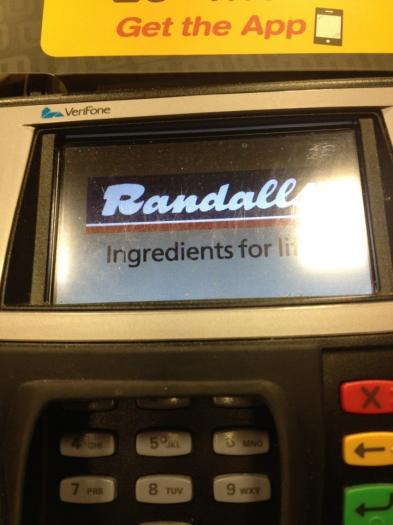 Get the App
VeriFone
Randalls
Ingredients for li
4 GHI 5 JKL 6 MNO
7 PRS 8 TUV 9 WXY